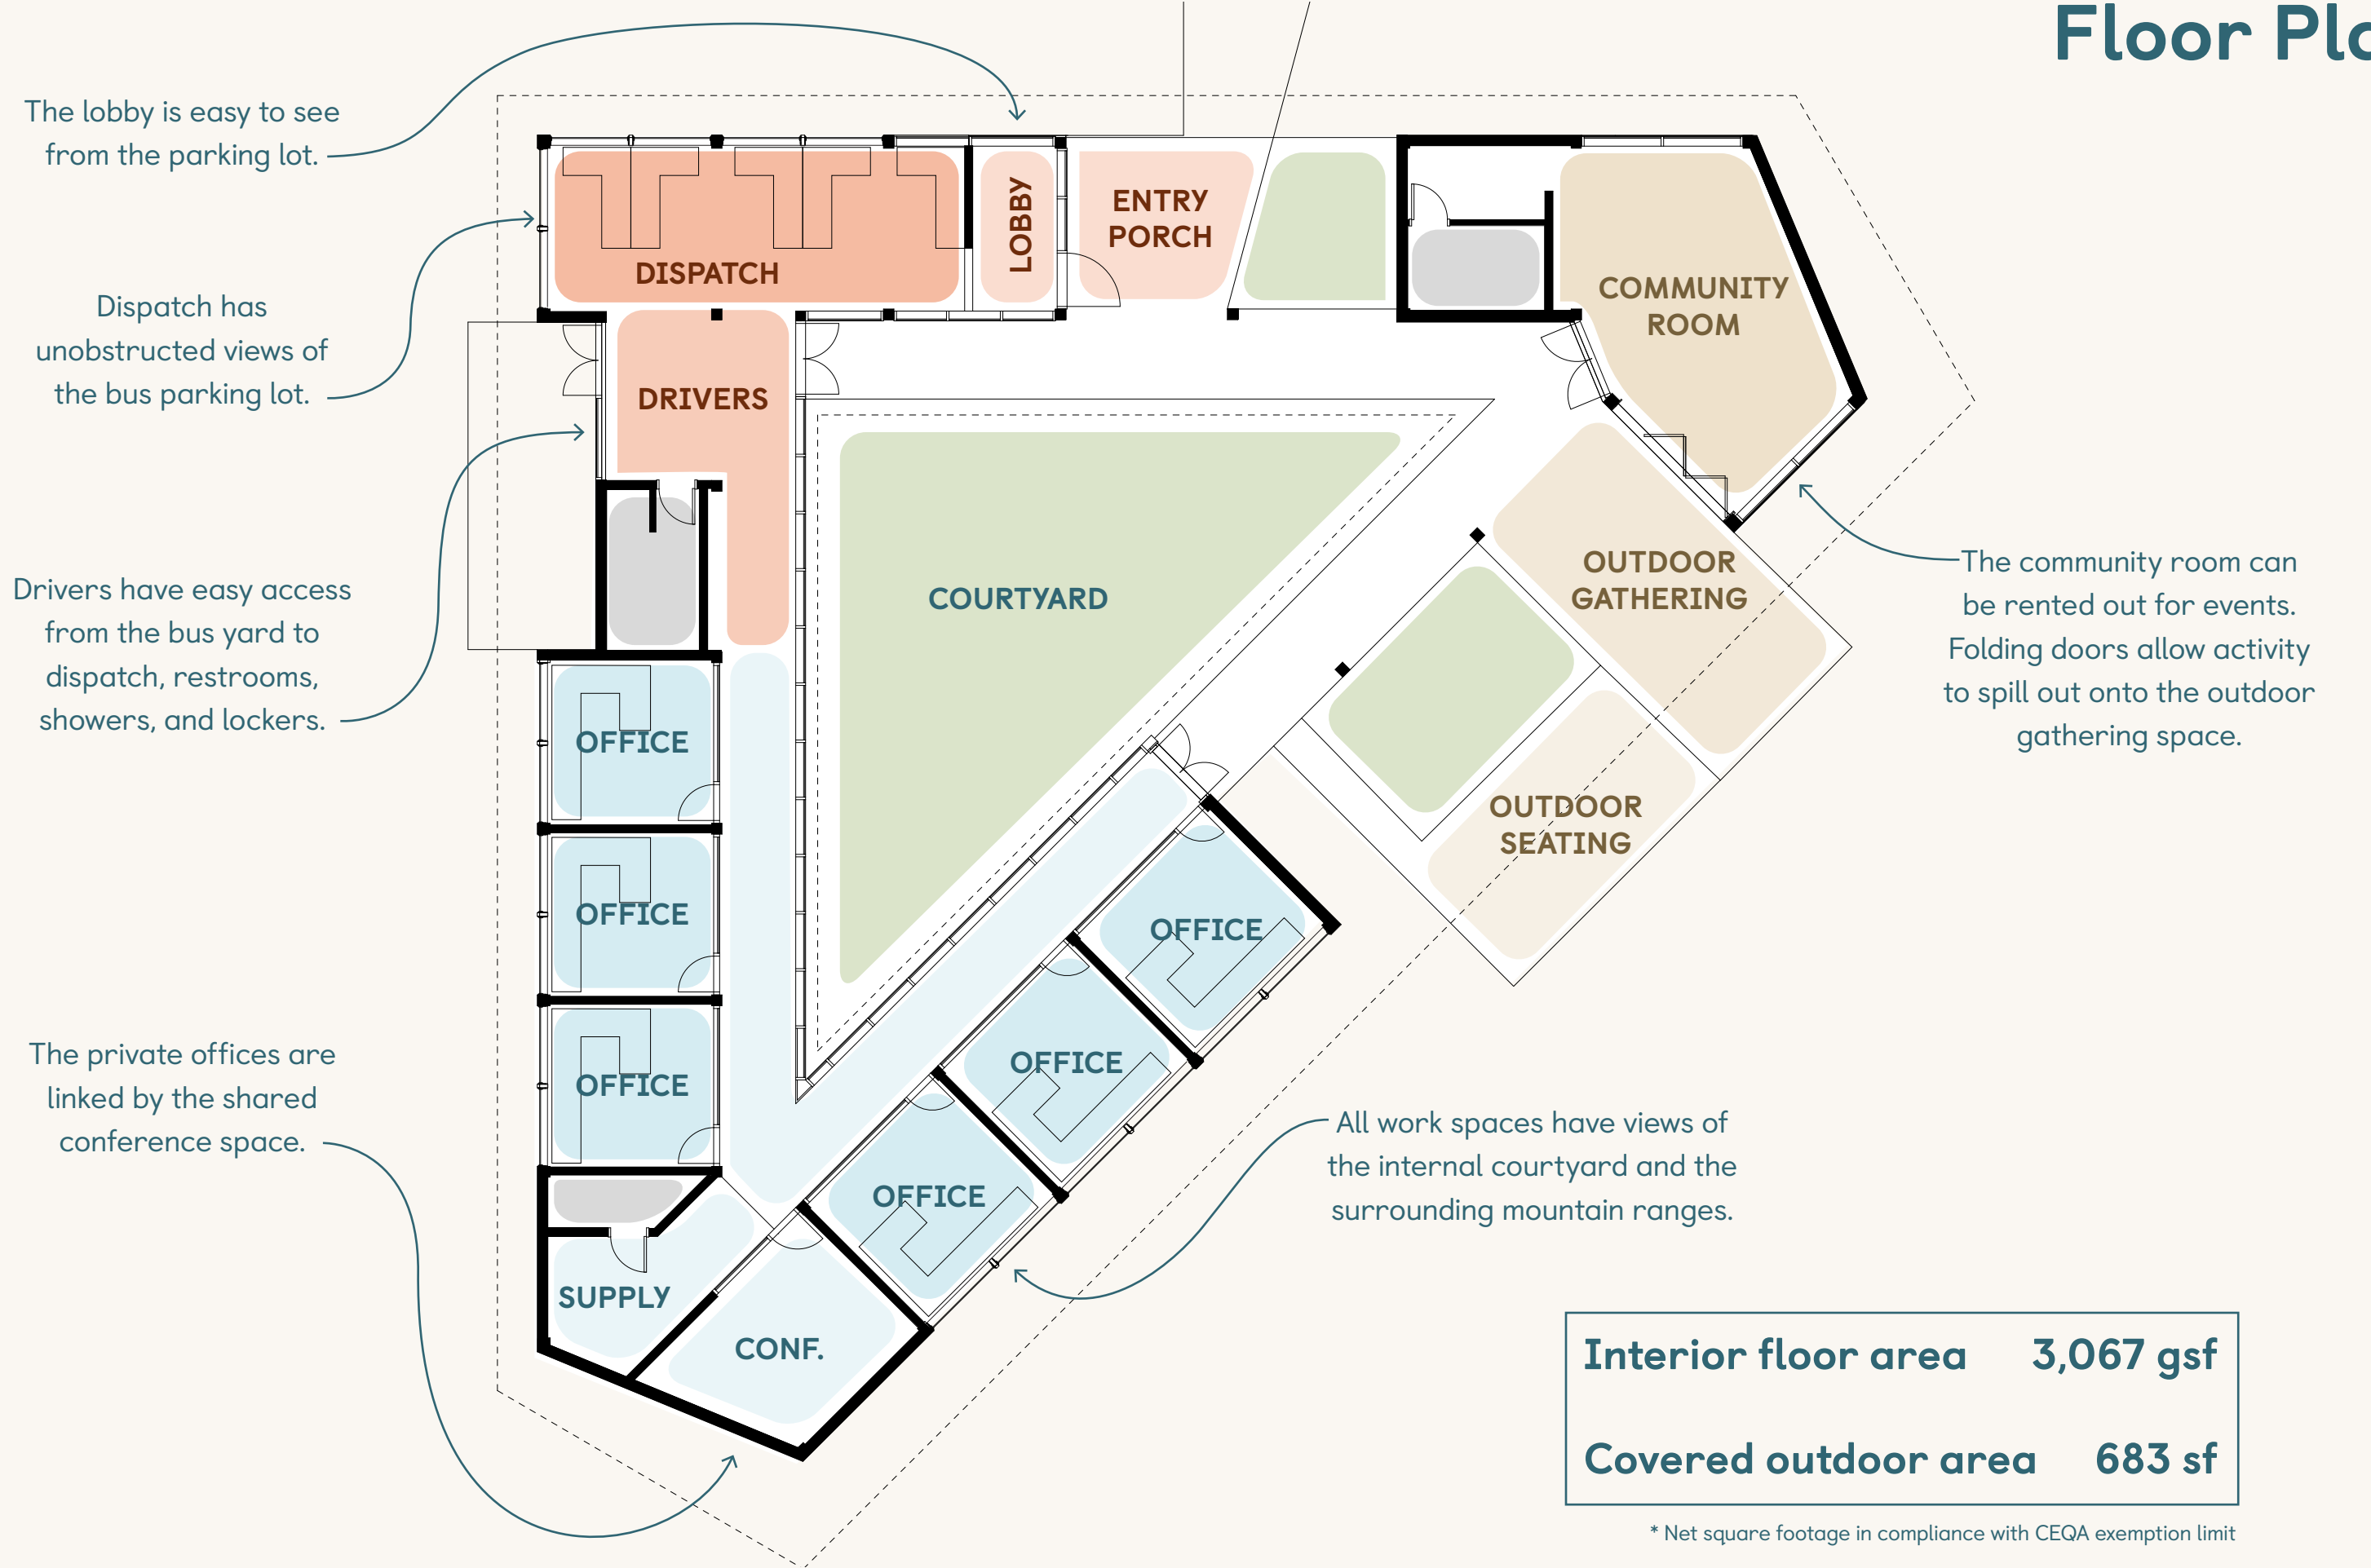 Floor Pla
The lobby is easy to see
from the parking lot.
Dispatch has
unobstructed views of
the bus parking lot.
Drivers have easy access
from the bus yard to
dispatch, restrooms,
showers, and lockers.
The private offices are
linked by the shared
conference space.
DISPATCH
LOBBY
ENTRY
PORCH
COMMUNITY
ROOM
DRIVERS
COURTYARD
OUTDOOR
GATHERING
OUTDOOR
SEATING
OFFICE
OFFICE
OFFICE
OFFICE
OFFICE
OFFICE
SUPPLY
CONF.
The community room can
be rented out for events.
Folding doors allow activity
to spill out onto the outdoor
gathering space.
All work spaces have views of
the internal courtyard and the
surrounding mountain ranges.
Interior floor area 3,067 gsf
Covered outdoor area 683 sf
* Net square footage in compliance with CEQA exemption limit